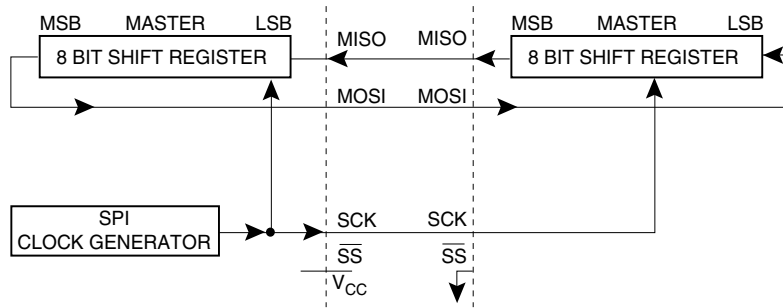 MSB MASTER LSB
8 BIT SHIFT REGISTER
MISO MISO
MSB MASTER LSB
8 BIT SHIFT REGISTER
MOSI MOSI
SPI
CLOCK GENERATOR
SCK SCK
SS SS
VCC